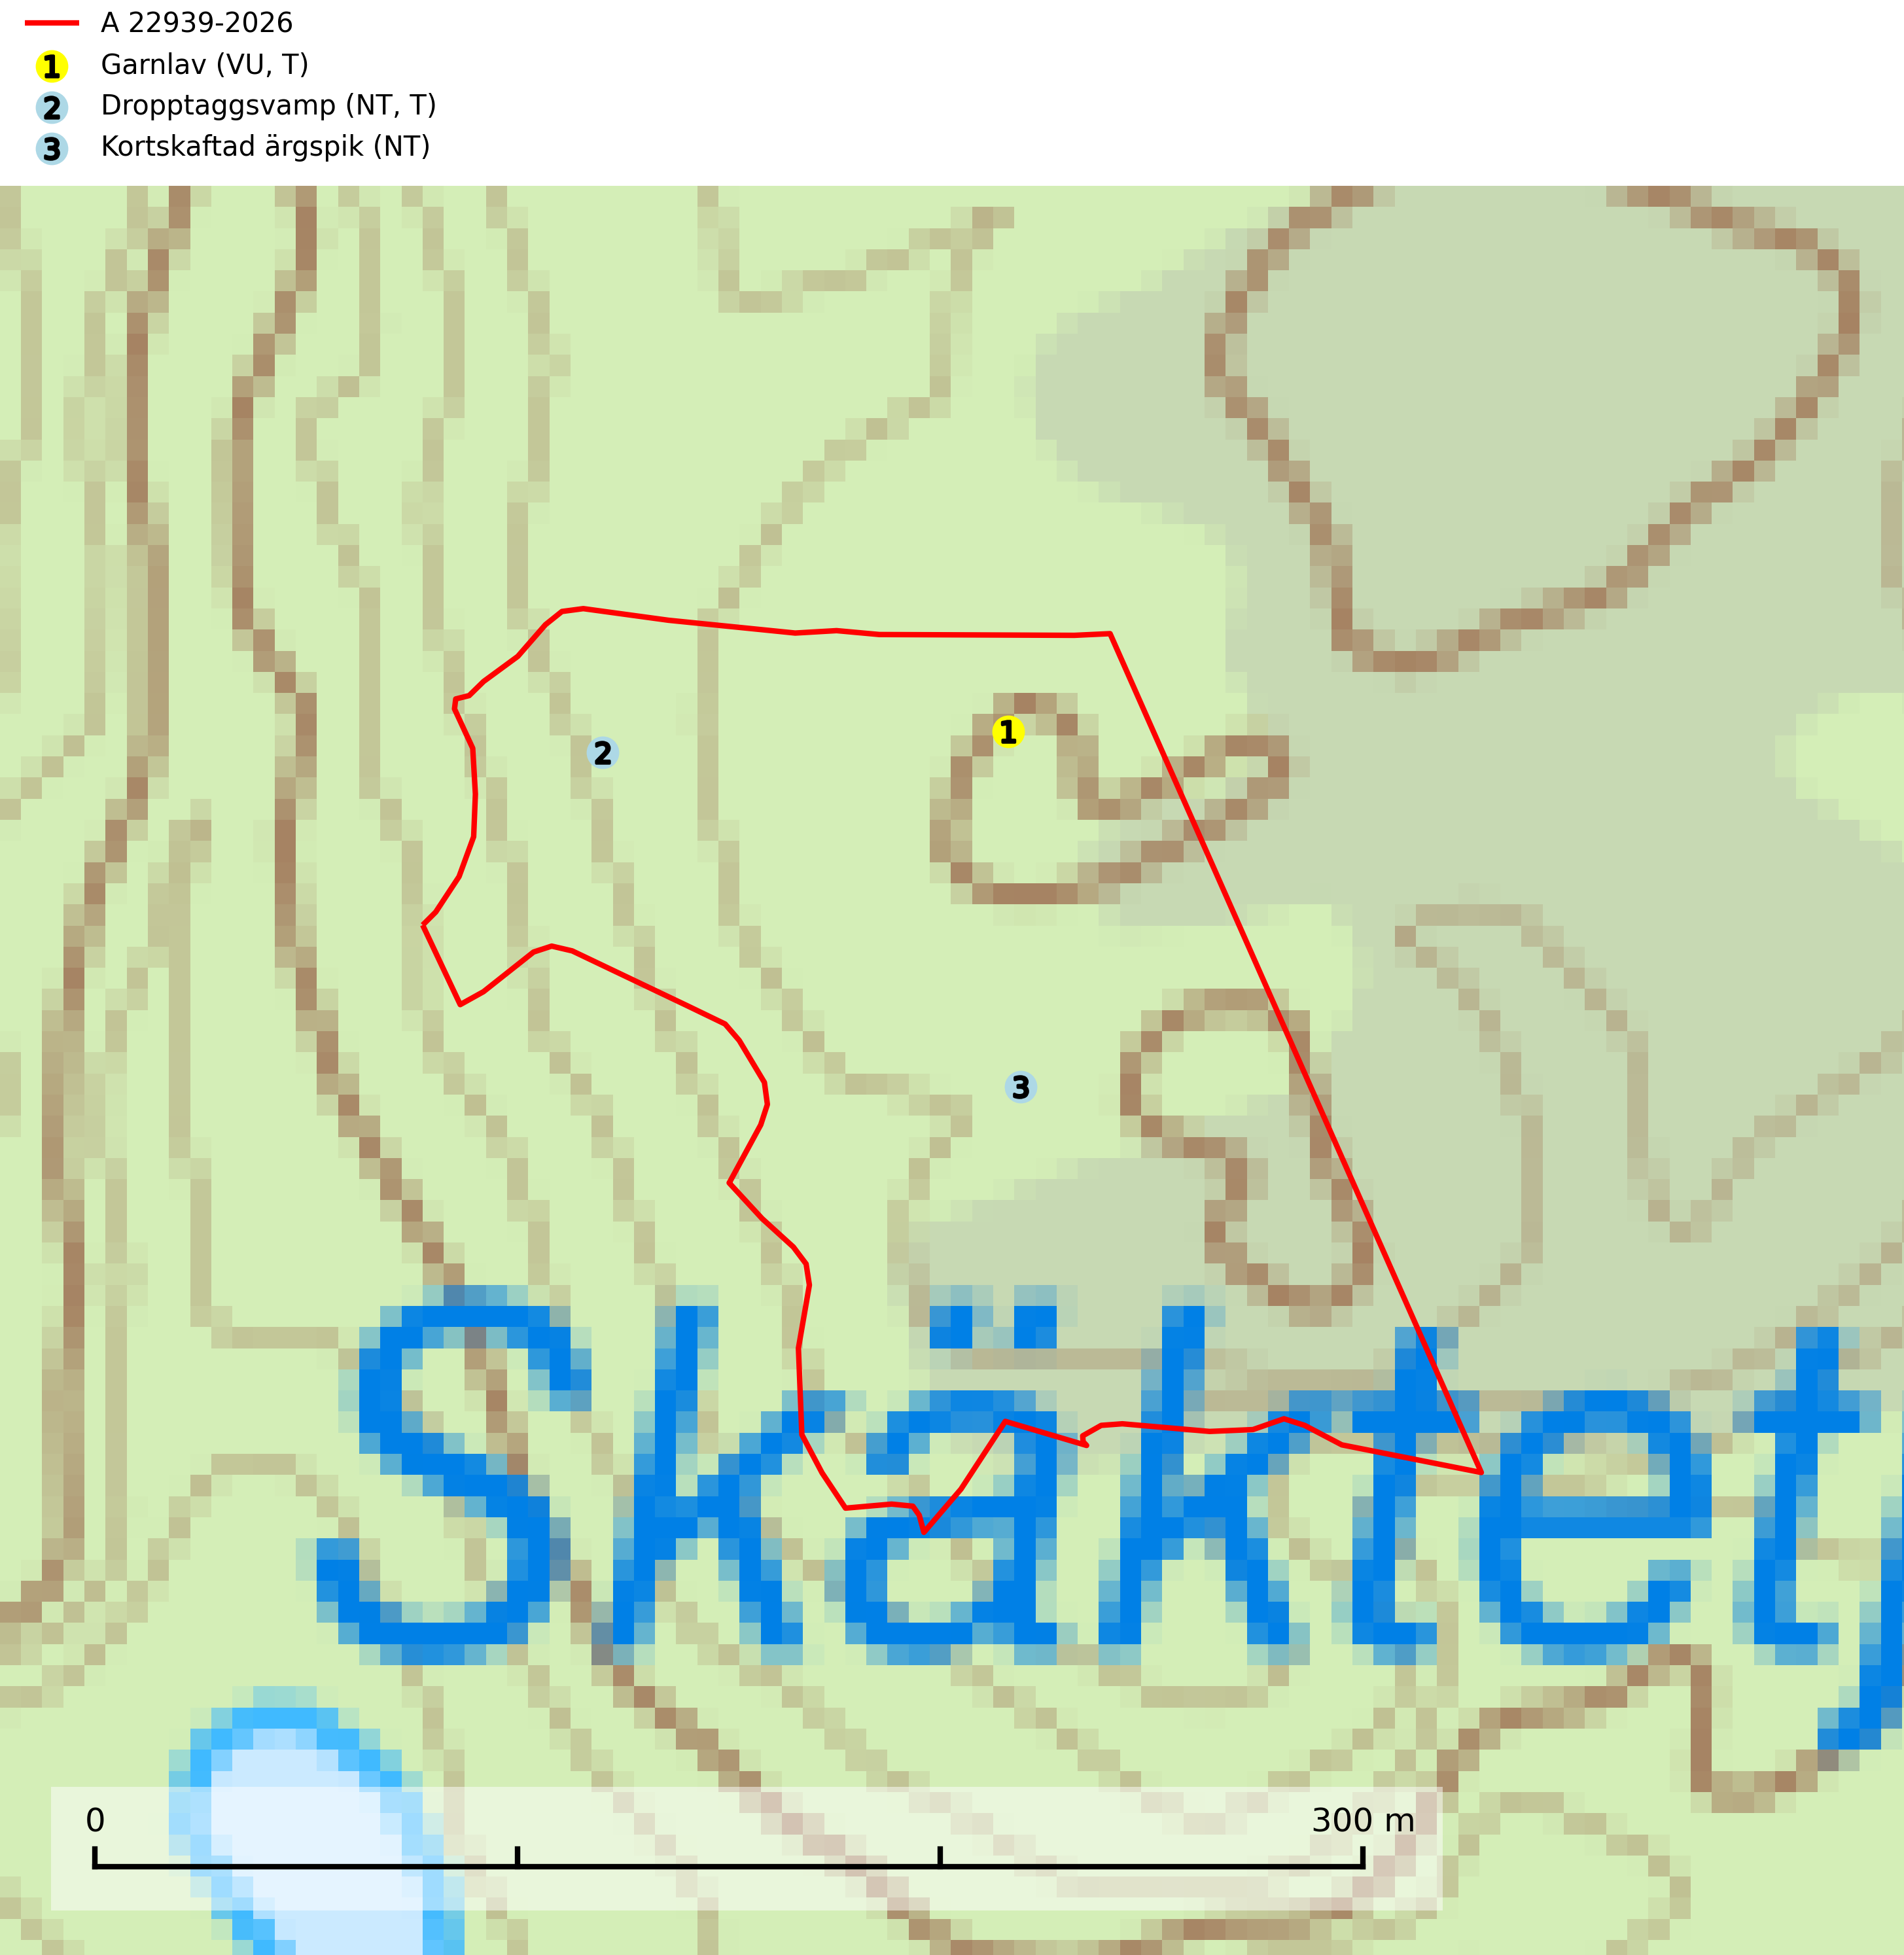 A 22939-2026
1 Garnlav (VU, T)
2 Dropptaggsvamp (NT, T)
3 Kortskaftad ärgspik (NT)
1
2
3
Skäktet
0 300 m